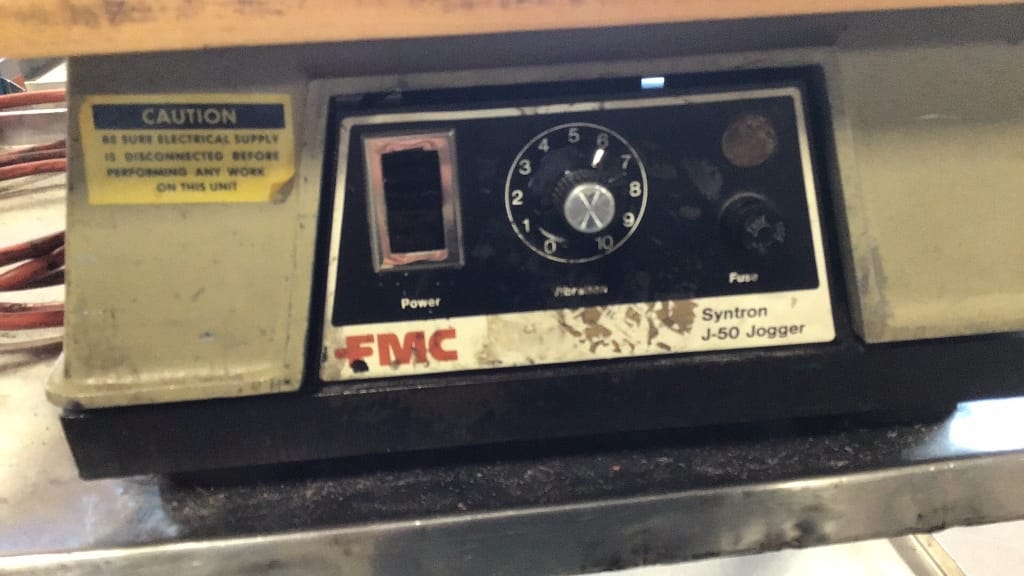 CAUTION
BE SURE ELECTRICAL SUPPLY
IS DISCONNECTED BEFORE
PERFORMING ANY WORK
ON THIS UNIT
0 1 2 3 4 5 6 7 8 9 10
Power
Vibration
Fuse
FMC
Syntron
J-50 Jogger